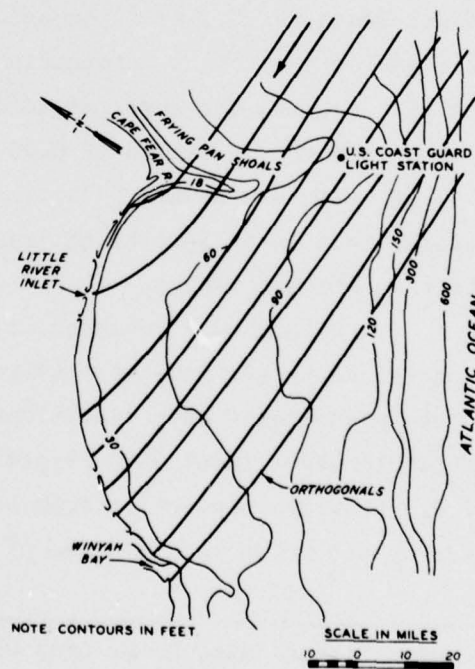 FRYING PAN SHOALS
CAPE FEAR R
18
U.S. COAST GUARD
LIGHT STATION
LITTLE
RIVER
INLET
60
90
120
150
300
600
ATLANTIC OCEAN
30
ORTHOGONALS
WINYAH
BAY
NOTE CONTOURS IN FEET
SCALE IN MILES
10 0 10 20